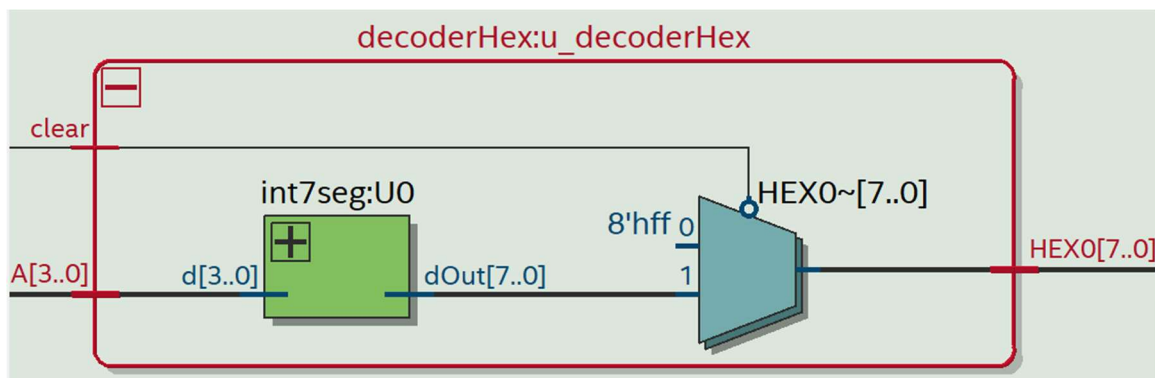 decoderHex:u_decoderHex
clear
int7seg:U0
HEX0~[7..0]
8'hff 0
HEX0[7..0]
A[3..0]
d[3..0]
dOut[7..0]
1